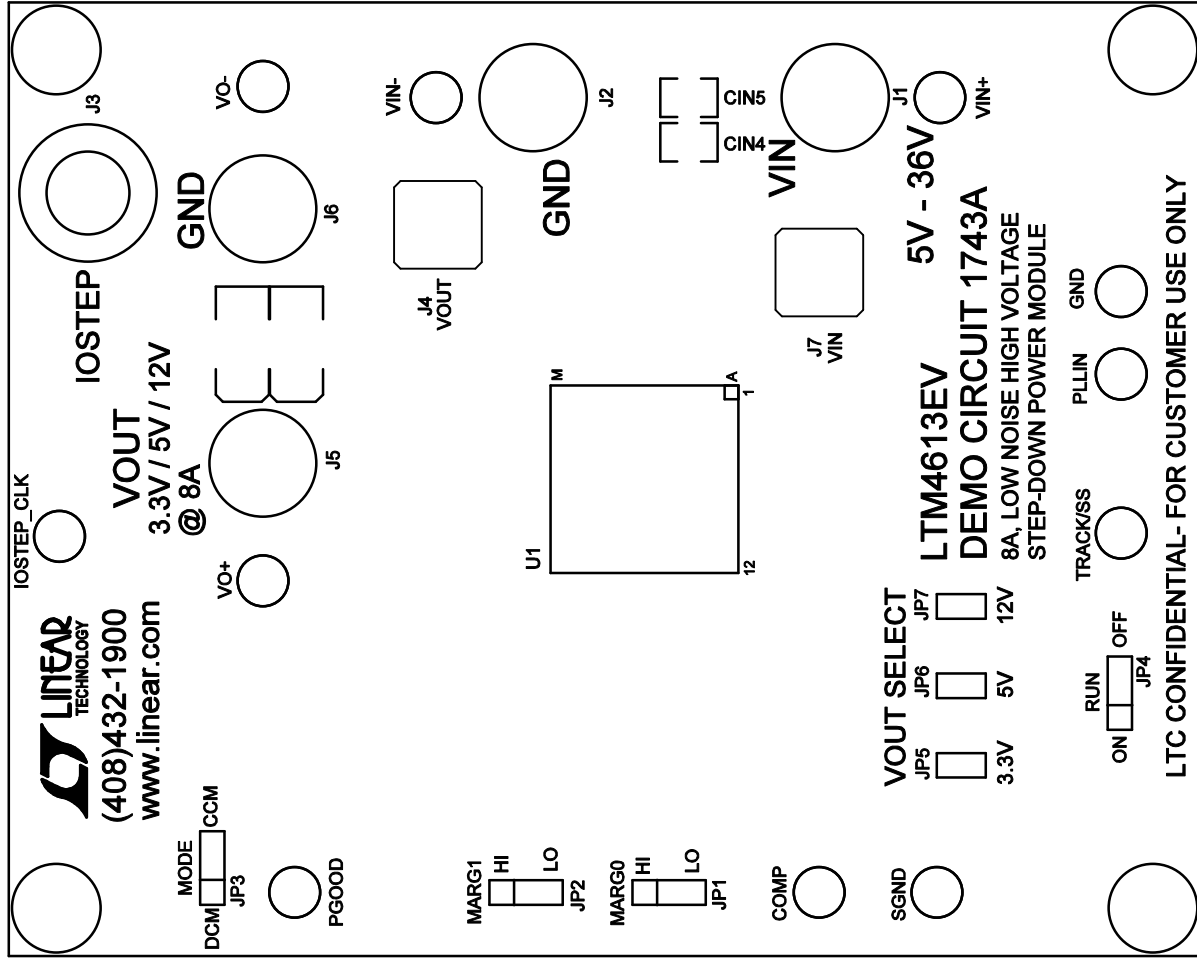 LINEAR
TECHNOLOGY
(408)432-1900
www.linear.com
IOSTEP_CLK
IOSTEP
J3
VOUT
3.3V / 5V / 12V
@ 8A
GND
VO-
VO+
J5
J6
MODE
DCM
CCM
JP3
PGOOD
VIN-
J4
VOUT
GND
J2
MARG1
HI
LO
JP2
MARG0
HI
LO
JP1
U1
M
A
1
12
CIN5
CIN4
VIN
J7
VIN
J1
VIN+
5V - 36V
COMP
SGND
VOUT SELECT
JP5
JP6
JP7
3.3V
5V
12V
LTM4613EV
DEMO CIRCUIT 1743A
8A, LOW NOISE HIGH VOLTAGE
STEP-DOWN POWER MODULE
RUN
ON
OFF
JP4
TRACK/SS
PLLIN
GND
LTC CONFIDENTIAL- FOR CUSTOMER USE ONLY